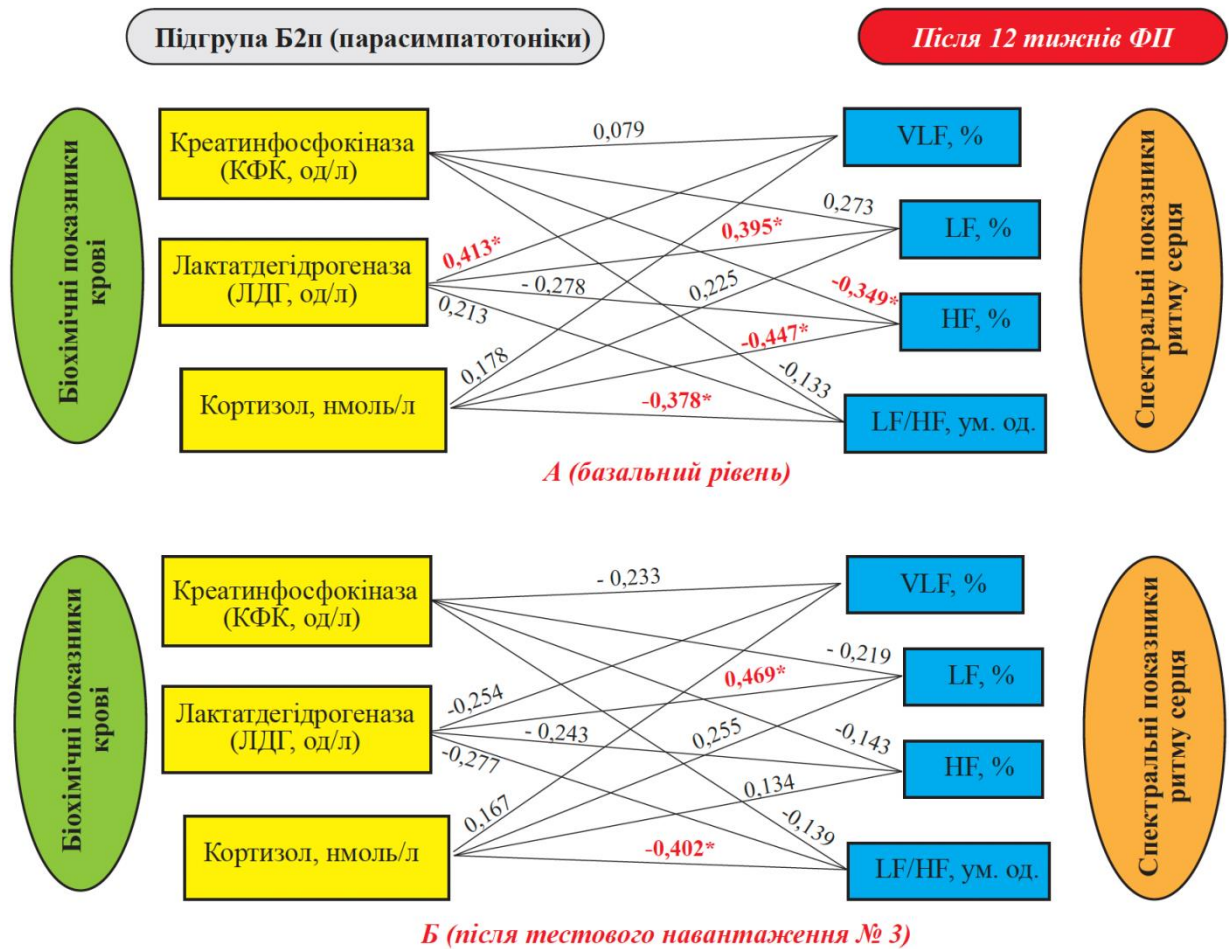 Підгрупа Б2п (парасимпатотоніки)
Після 12 тижнів ФП
Біохімічні показники
крові
Креатинфосфокіназа
(КФК, од/л)
Лактатдегідрогеназа
(ЛДГ, од/л)
Кортизол, нмоль/л
0,079
0,273
0,413*
0,395*
- 0,278
0,225
-0,349*
0,213
-0,447*
0,178
-0,133
-0,378*
VLF, %
LF, %
HF, %
LF/HF, ум. од.
Спектральні показники
ритму серця
А (базальний рівень)
Біохімічні показники
крові
Креатинфосфокіназа
(КФК, од/л)
Лактатдегідрогеназа
(ЛДГ, од/л)
Кортизол, нмоль/л
- 0,233
- 0,219
-0,254
0,469*
- 0,243
0,255
-0,143
-0,277
0,134
0,167
-0,139
-0,402*
VLF, %
LF, %
HF, %
LF/HF, ум. од.
Спектральні показники
ритму серця
Б (після тестового навантаження № 3)